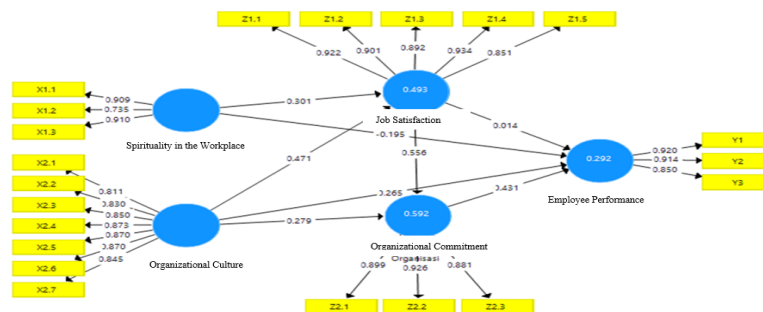 Z1.1 Z1.2 Z1.3 Z1.4 Z1.5
0.922 0.901 0.892 0.934 0.851
X1.1
X1.2
X1.3
0.909
0.735
0.910
Spirituality in the Workplace
0.301
0.493
Job Satisfaction
0.014
-0.195
0.471
0.556
X2.1
X2.2
X2.3
X2.4
X2.5
X2.6
X2.7
0.811
0.830
0.850
0.873
0.870
0.870
0.845
Organizational Culture
0.265
0.279
0.431
0.592
Organizational Commitment
Organisasi
0.292
Employee Performance
0.920
0.914
0.850
Y1
Y2
Y3
0.899 0.926 0.881
Z2.1 Z2.2 Z2.3